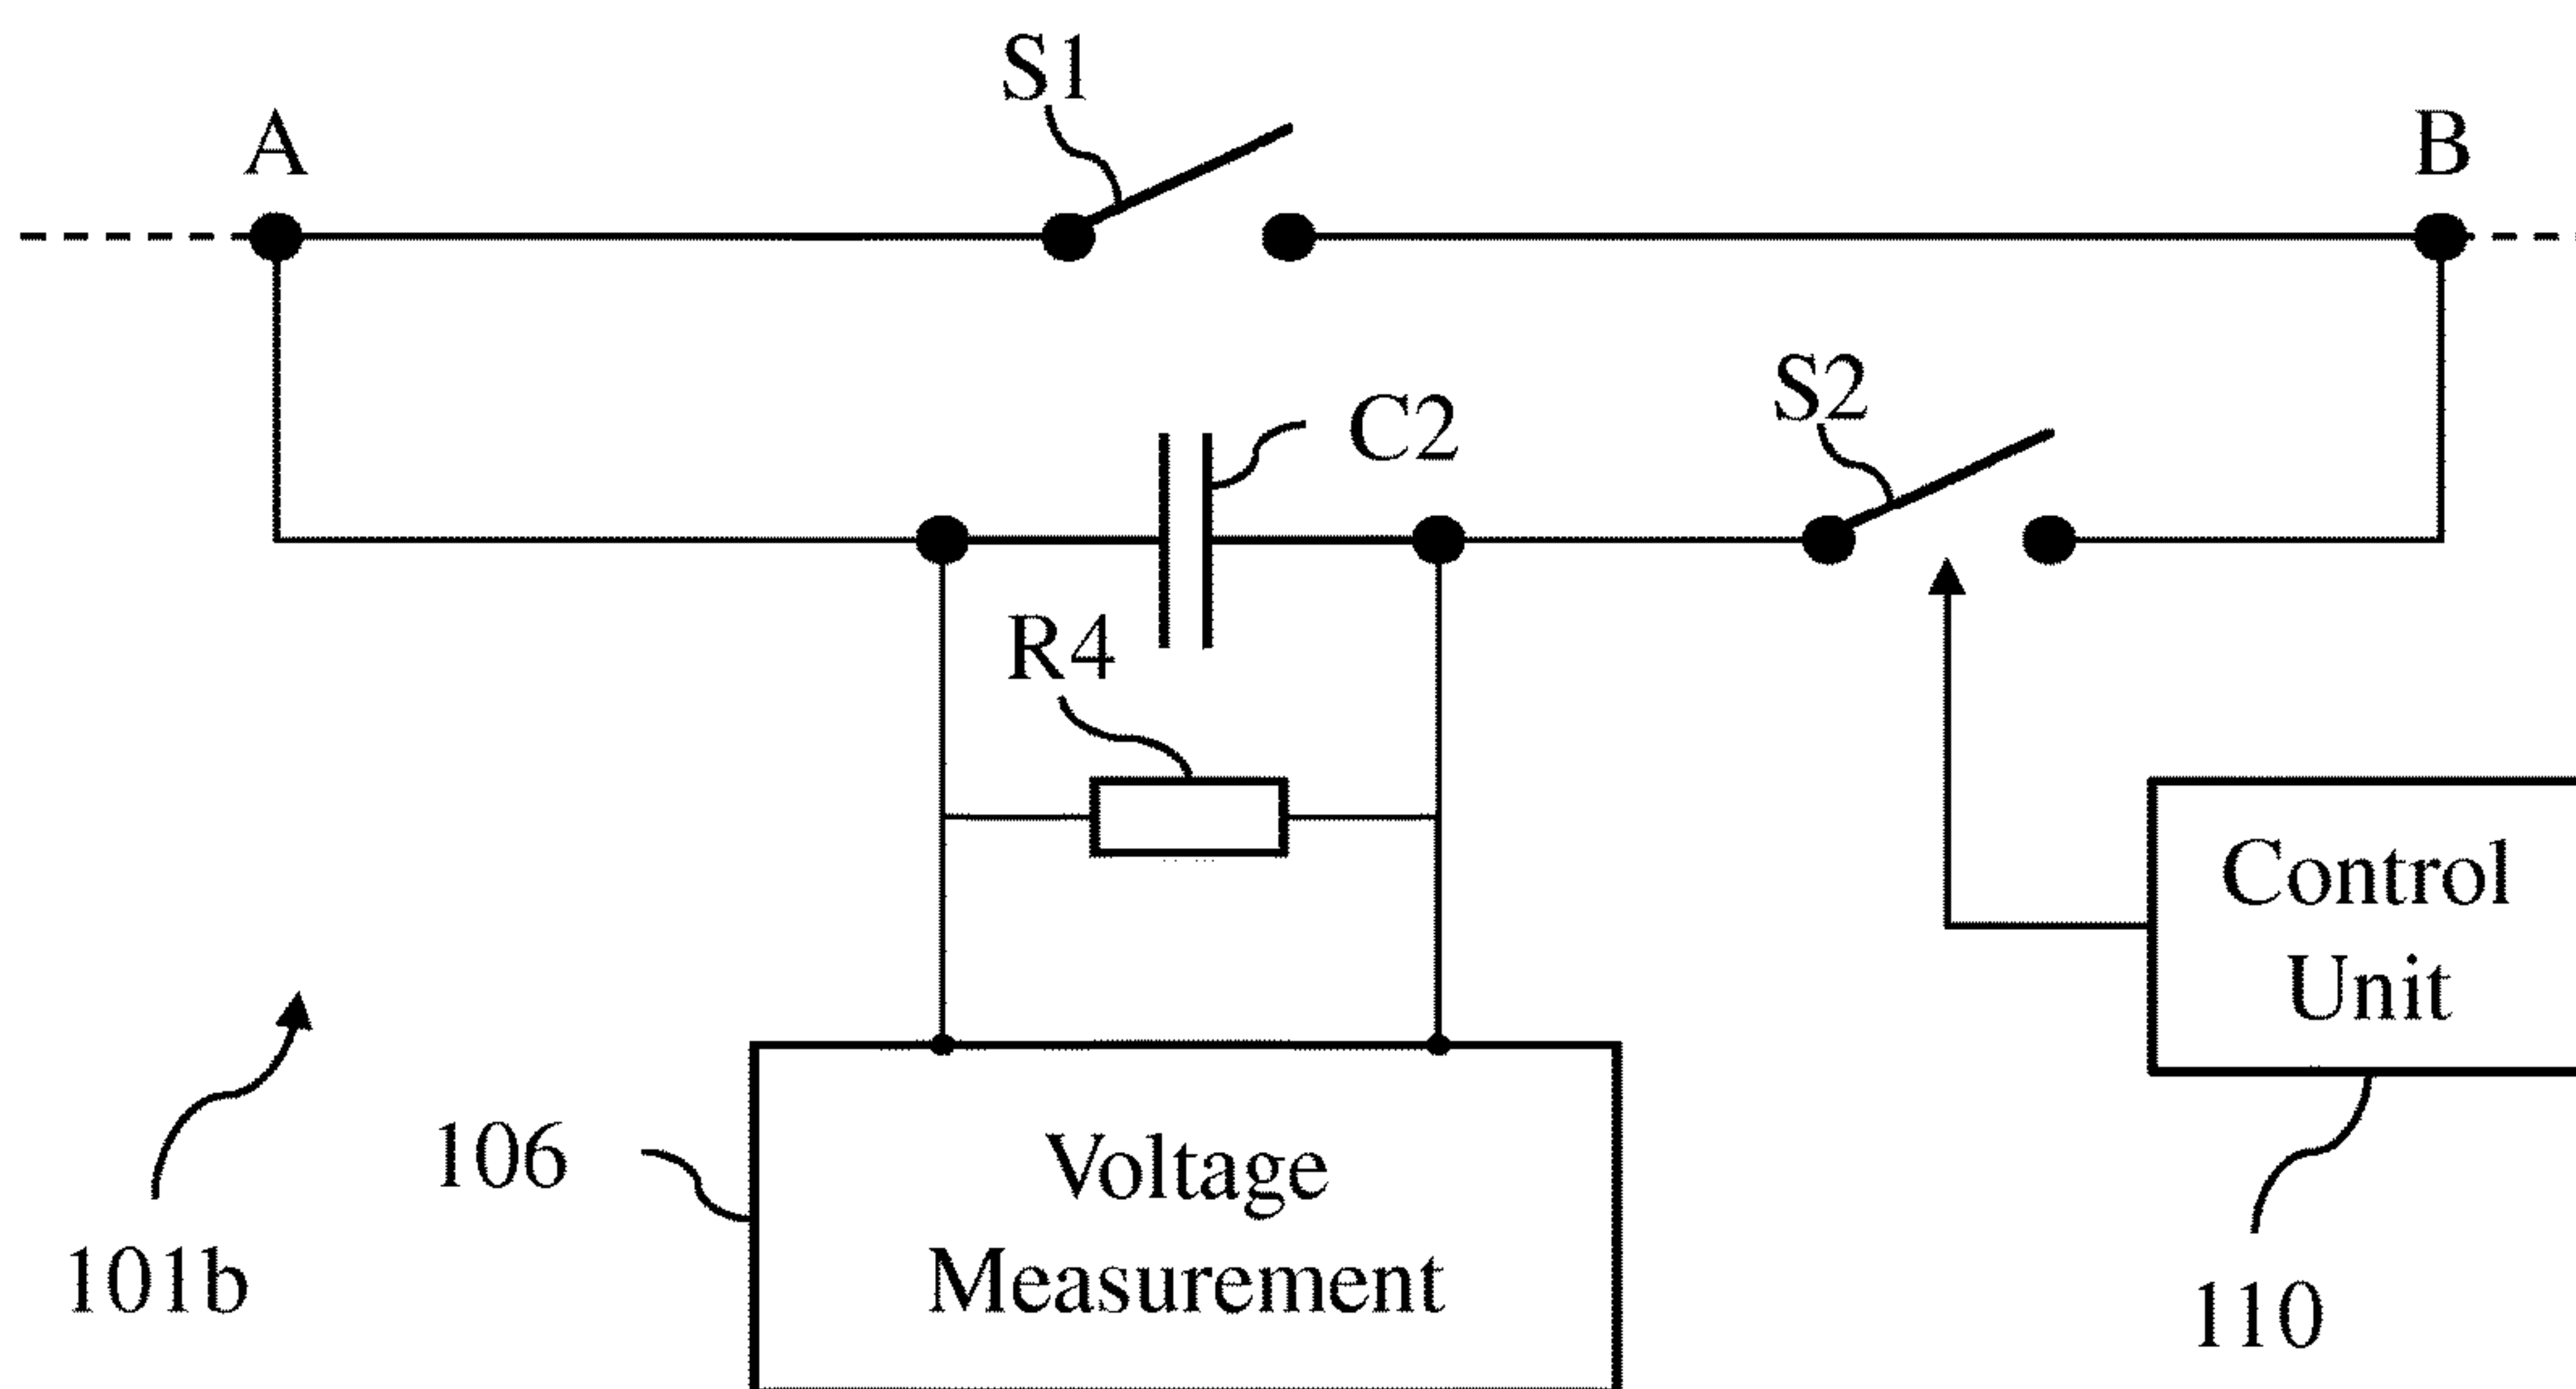 S1
A
B
S2
C2
R4
Control
Unit
106
Voltage
Measurement
101b
110